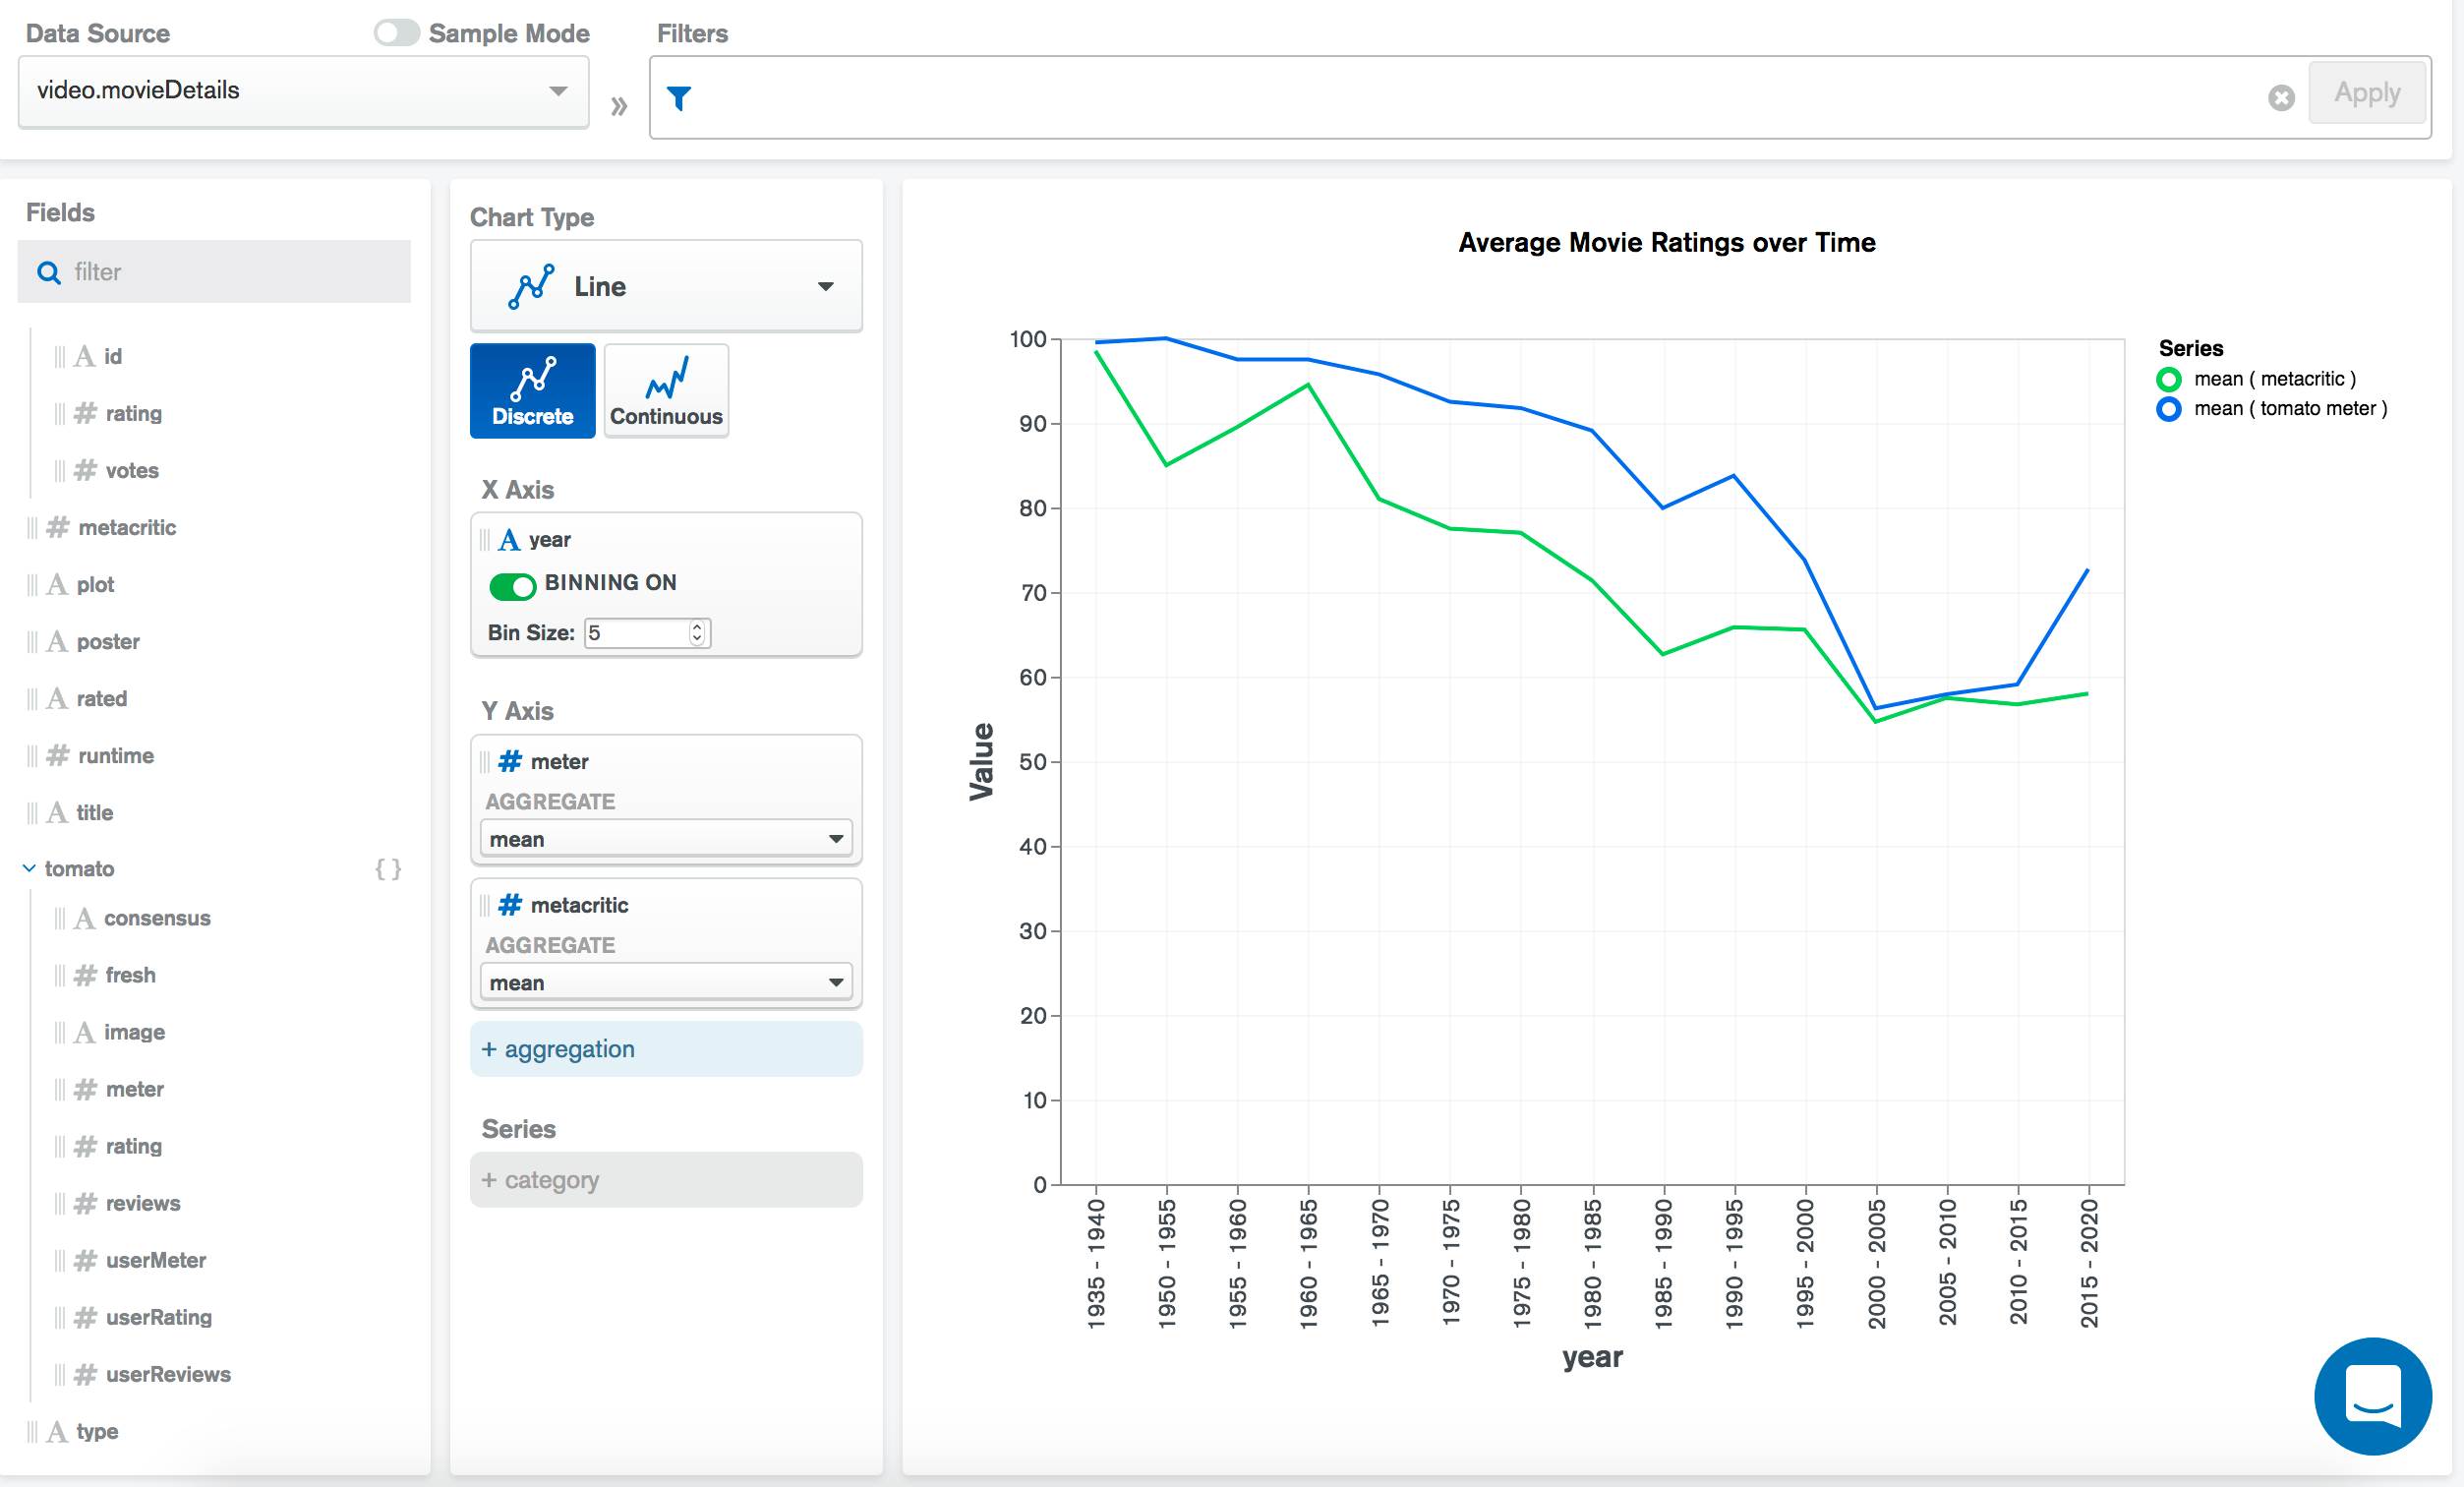 Data Source
Sample Mode
Filters
video.movieDetails
»
Apply
Fields
filter
A id
# rating
# votes
# metacritic
A plot
A poster
A rated
# runtime
A title
tomato
{ }
A consensus
# fresh
A image
# meter
# rating
# reviews
# userMeter
# userRating
# userReviews
A type
Chart Type
Line
Discrete
Continuous
X Axis
A year
BINNING ON
Bin Size: 5
Y Axis
# meter
AGGREGATE
mean
# metacritic
AGGREGATE
mean
+ aggregation
Series
+ category
Average Movie Ratings over Time
Value
100
90
80
70
60
50
40
30
20
10
0
1935 - 1940
1950 - 1955
1955 - 1960
1960 - 1965
1965 - 1970
1970 - 1975
1975 - 1980
1980 - 1985
1985 - 1990
1990 - 1995
1995 - 2000
2000 - 2005
2005 - 2010
2010 - 2015
2015 - 2020
year
Series
mean ( metacritic )
mean ( tomato meter )